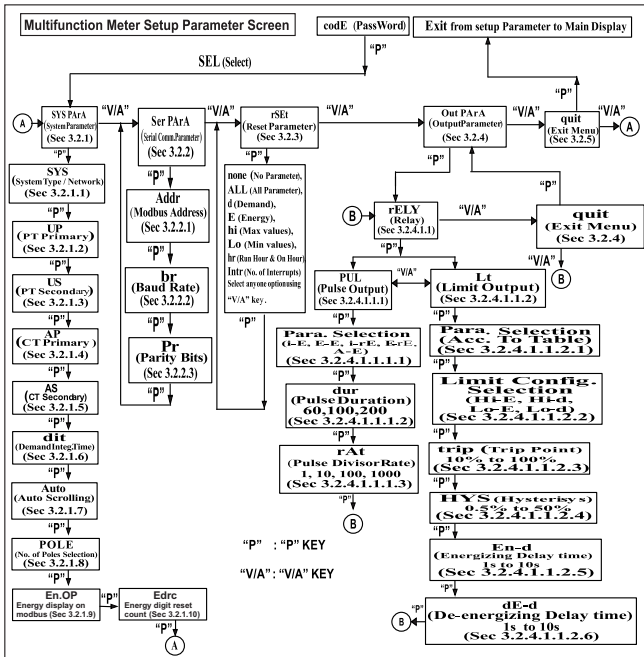 Multifunction Meter Setup Parameter Screen
codE (PassWord)
Exit from setup Parameter to Main Display
"P"
"P"
SEL (Select)
A
SYS PArA
(System Parameter)
(Sec 3.2.1)
"V/A"
Ser PArA
(Serial Comm.Parameter)
(Sec 3.2.2)
"V/A"
rSEt
(Reset Parameter)
(Sec 3.2.3)
"V/A"
Out PArA
(OutputParameter)
(Sec 3.2.4)
"V/A"
quit
(Exit Menu)
(Sec 3.2.5)
"V/A"
A
"P"
SYS
(System Type / Network)
(Sec 3.2.1.1)
"P"
UP
(PT Primary)
(Sec 3.2.1.2)
"P"
US
(PT Secondary)
(Sec 3.2.1.3)
"P"
AP
(CT Primary)
(Sec 3.2.1.4)
"P"
AS
(CT Secondary)
(Sec 3.2.1.5)
"P"
dit
(DemandInteg.Time)
(Sec 3.2.1.6)
"P"
Auto
(Auto Scrolling)
(Sec 3.2.1.7)
"P"
POLE
(No. of Poles Selection)
(Sec 3.2.1.8)
"P"
En.OP
Energy display on
modbus (Sec 3.2.1.9)
"P"
Edrc
Energy digit reset
count (Sec 3.2.1.10)
"P"
A
"P"
Addr
(Modbus Address)
(Sec 3.2.2.1)
"P"
br
(Baud Rate)
(Sec 3.2.2.2)
"P"
Pr
(Parity Bits)
(Sec 3.2.2.3)
"P"
"P"
none (No Parameter),
ALL (All Parameter),
d (Demand),
E (Energy),
hi (Max values),
Lo (Min values),
hr (Run Hour & On Hour)
Intr (No. of Interrupts)
Select anyone option using
"V/A" key.
"P"
"P"
"P"
B
rELY
(Relay)
(Sec 3.2.4.1.1)
"V/A"
quit
(Exit Menu)
(Sec 3.2.4)
"V/A"
B
"P"
PUL
(Pulse Output)
(Sec 3.2.4.1.1.1)
"V/A"
Lt
(Limit Output)
(Sec 3.2.4.1.1.2)
"P"
Para. Selection
(i-E, E-E, i-rE, E-rE,
A-E)
(Sec 3.2.4.1.1.1.1)
"P"
dur
(PulseDuration)
60,100,200
(Sec 3.2.4.1.1.1.2)
"P"
rAt
(Pulse DivisorRate)
1, 10, 100, 1000
(Sec 3.2.4.1.1.1.3)
"P"
B
"P"
Para. Selection
(Acc. To Table)
(Sec 3.2.4.1.1.2.1)
"P"
Limit Config.
Selection
(Hi-E, Hi-d,
Lo-E, Lo-d)
(Sec 3.2.4.1.1.2.2)
"P"
trip (Trip Point)
10% to 100%
(Sec 3.2.4.1.1.2.3)
"P"
HYS (Hysterisys)
0.5% to 50%
(Sec 3.2.4.1.1.2.4)
"P"
En-d
(Energizing Delay time)
1s to 10s
(Sec 3.2.4.1.1.2.5)
"P"
dE-d
(De-energizing Delay time)
1s to 10s
(Sec 3.2.4.1.1.2.6)
"P"
B
"P" : "P" KEY
"V/A" : "V/A" KEY